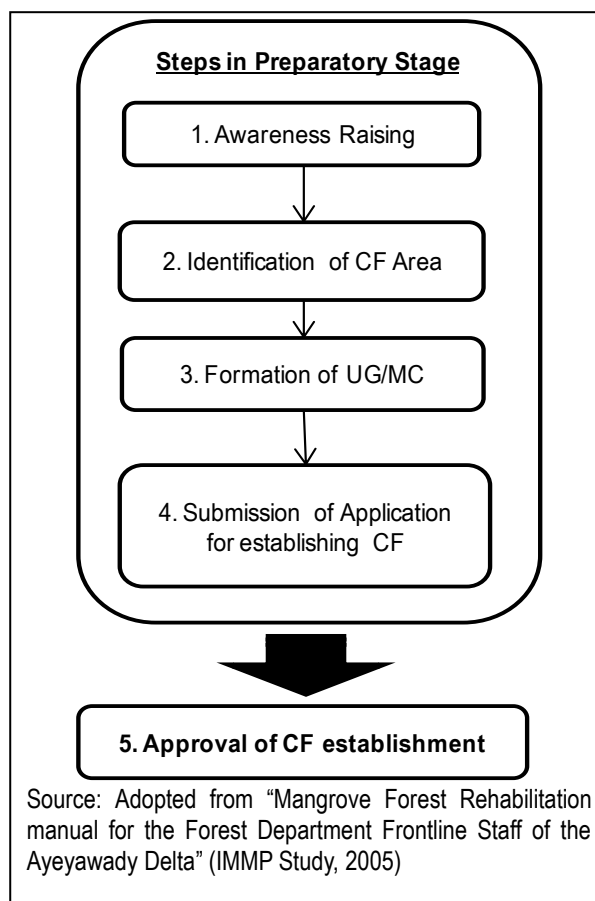 Steps in Preparatory Stage
1. Awareness Raising
2. Identification of CF Area
3. Formation of UG/MC
4. Submission of Application
for establishing CF
5. Approval of CF establishment
Source: Adopted from “Mangrove Forest Rehabilitation
manual for the Forest Department Frontline Staff of the
Ayeyawady Delta” (IMMP Study, 2005)